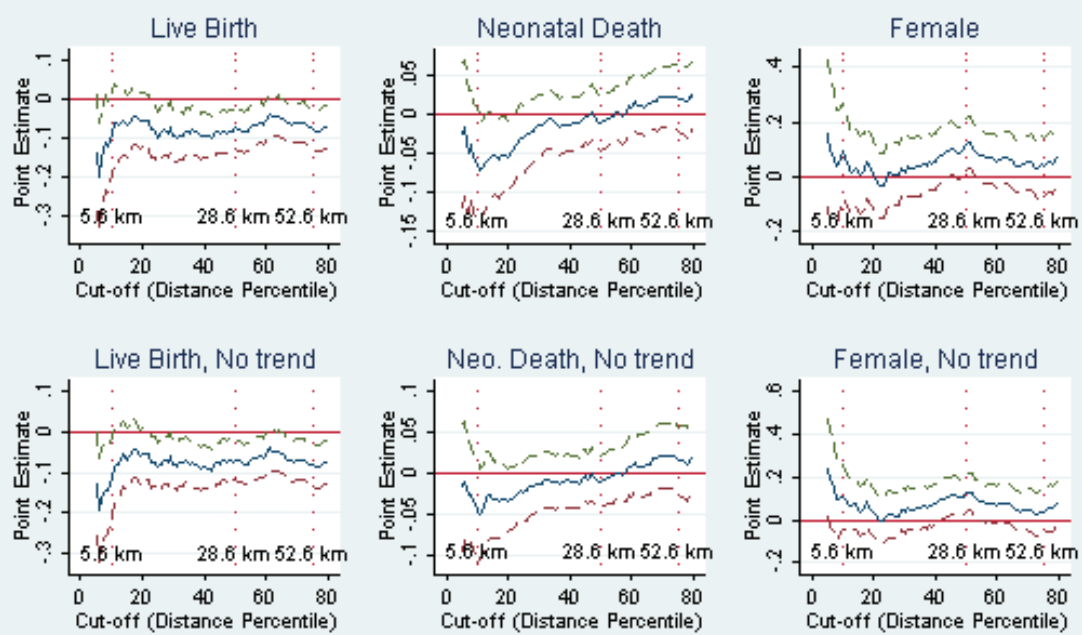 Live Birth
Point Estimate
.1
0
-.1
-.2
-.3
5.6 km 28.6 km 52.6 km
0 20 40 60 80
Cut-off (Distance Percentile)
Neonatal Death
Point Estimate
.05
0
-.05
-.1
-.15
5.6 km 28.6 km 52.6 km
0 20 40 60 80
Cut-off (Distance Percentile)
Female
Point Estimate
.4
.2
0
-.2
5.6 km 28.6 km 52.6 km
0 20 40 60 80
Cut-off (Distance Percentile)
Live Birth, No trend
Point Estimate
.1
0
-.1
-.2
-.3
5.6 km 28.6 km 52.6 km
0 20 40 60 80
Cut-off (Distance Percentile)
Neo. Death, No trend
Point Estimate
.1
.05
0
-.05
-.1
5.6 km 28.6 km 52.6 km
0 20 40 60 80
Cut-off (Distance Percentile)
Female, No trend
Point Estimate
.6
.4
.2
0
-.2
5.6 km 28.6 km 52.6 km
0 20 40 60 80
Cut-off (Distance Percentile)